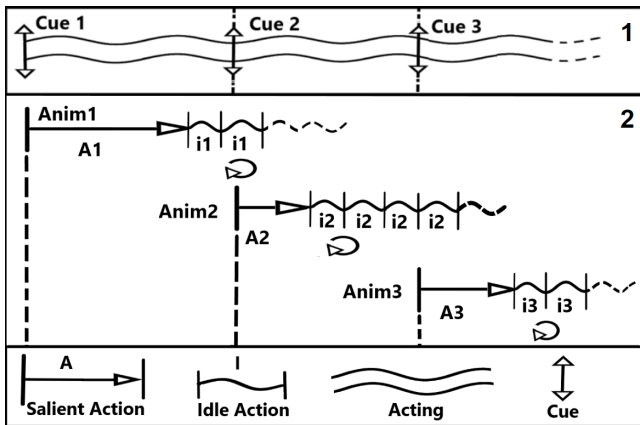 Cue 1 Cue 2 Cue 3 1
2
Anim1
A1 i1 i1
Anim2
A2 i2 i2 i2 i2
Anim3
A3 i3 i3
A
Salient Action Idle Action Acting Cue